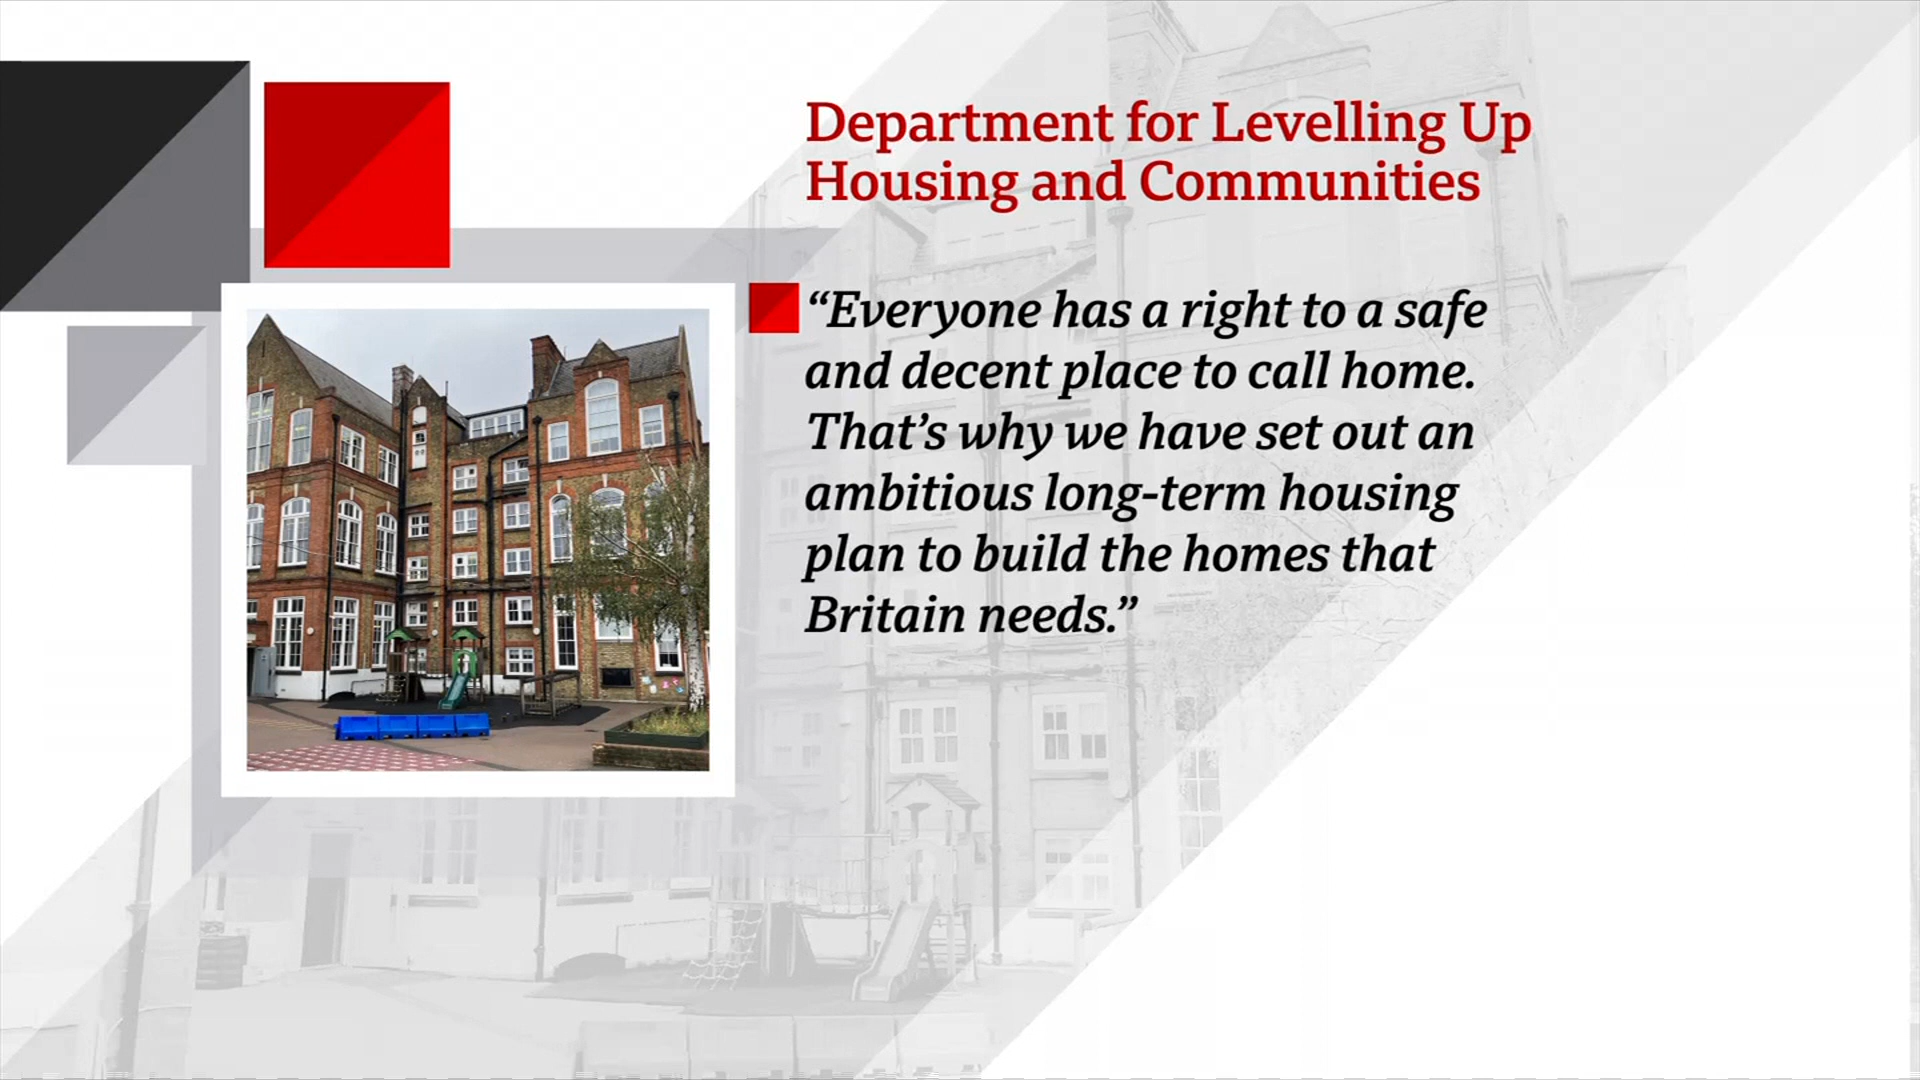 Department for Levelling Up
Housing and Communities
“Everyone has a right to a safe
and decent place to call home.
That’s why we have set out an
ambitious long-term housing
plan to build the homes that
Britain needs.”